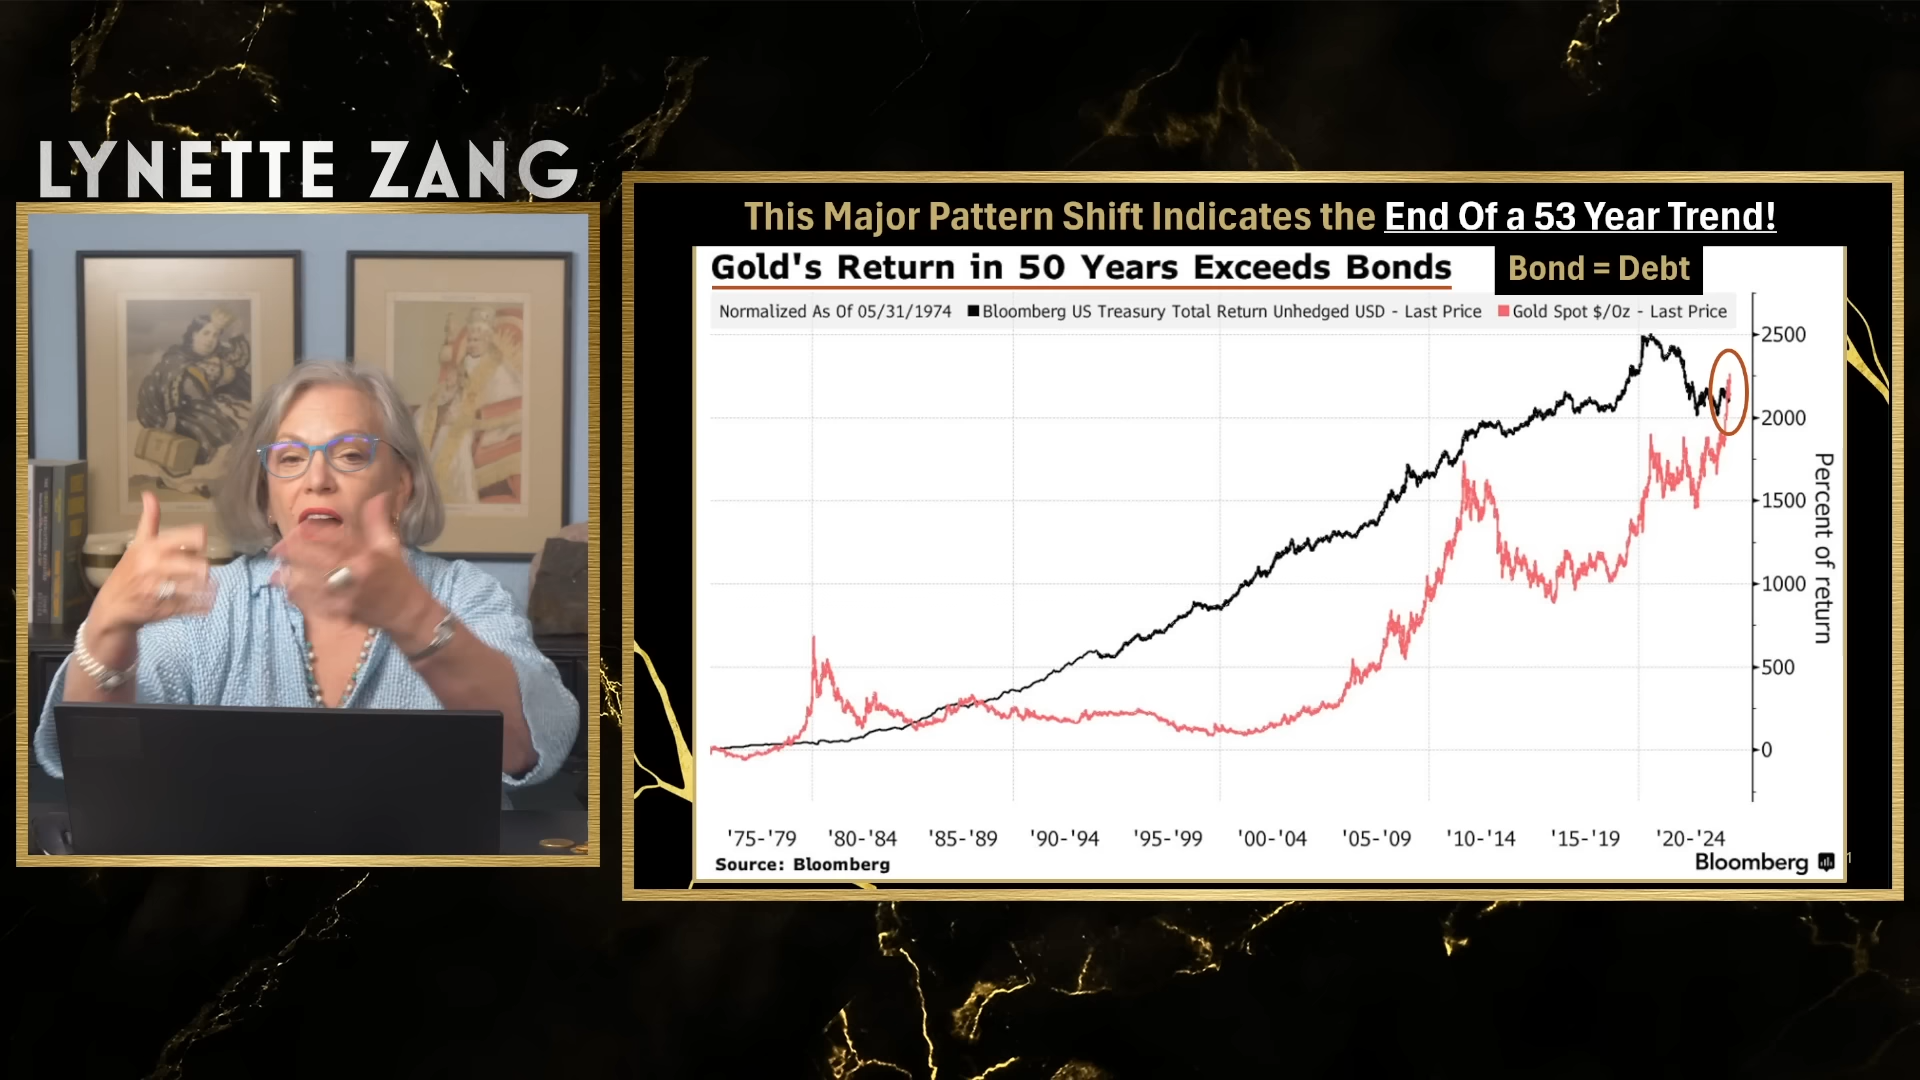 LYNETTE ZANG
This Major Pattern Shift Indicates the End Of a 53 Year Trend!
Gold's Return in 50 Years Exceeds Bonds
Bond = Debt
Normalized As Of 05/31/1974 Bloomberg US Treasury Total Return Unhedged USD - Last Price Gold Spot $/Oz - Last Price
2500
2000
1500
1000
500
0
Percent of return
'75-'79 '80-'84 '85-'89 '90-'94 '95-'99 '00-'04 '05-'09 '10-'14 '15-'19 '20-'24
Source: Bloomberg
Bloomberg
1